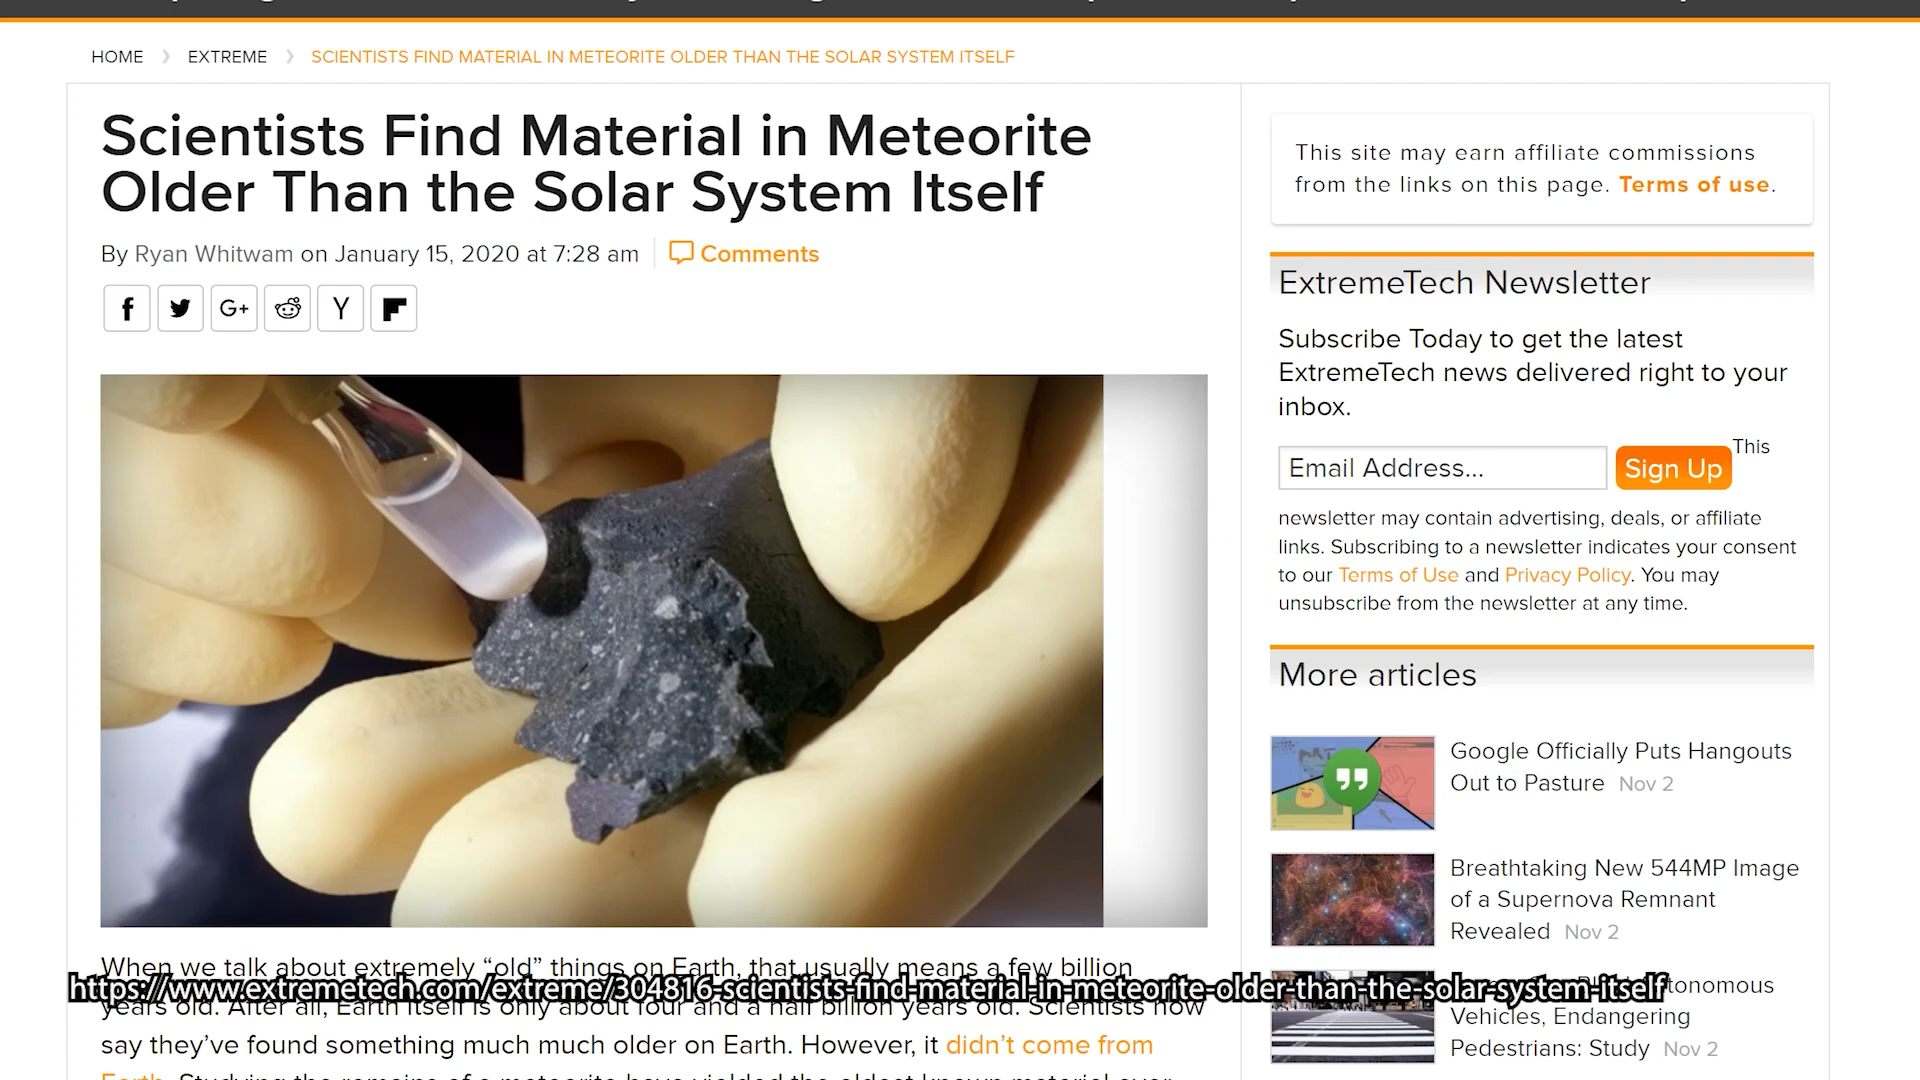 HOME > EXTREME > SCIENTISTS FIND MATERIAL IN METEORITE OLDER THAN THE SOLAR SYSTEM ITSELF
Scientists Find Material in Meteorite
Older Than the Solar System Itself
By Ryan Whitwam on January 15, 2020 at 7:28 am
Comments
f
G+
Y
When we talk about extremely “old” things on Earth, that usually means a few billion
https://www.extremetech.com/extreme/304816-scientists-find-material-in-meteorite-older-than-the-solar-system-itself
years old. After all, Earth itself is only about four and a half billion years old. Scientists now
say they’ve found something much much older on Earth. However, it didn’t come from
Earth. Studying the remains of a meteorite have yielded the oldest known material ever
This site may earn affiliate commissions
from the links on this page. Terms of use.
ExtremeTech Newsletter
Subscribe Today to get the latest
ExtremeTech news delivered right to your
inbox.
Email Address...
Sign Up
This
newsletter may contain advertising, deals, or affiliate
links. Subscribing to a newsletter indicates your consent
to our Terms of Use and Privacy Policy. You may
unsubscribe from the newsletter at any time.
More articles
Google Officially Puts Hangouts
Out to Pasture Nov 2
Breathtaking New 544MP Image
of a Supernova Remnant
Revealed Nov 2
Vehicles, Endangering
Pedestrians: Study Nov 2